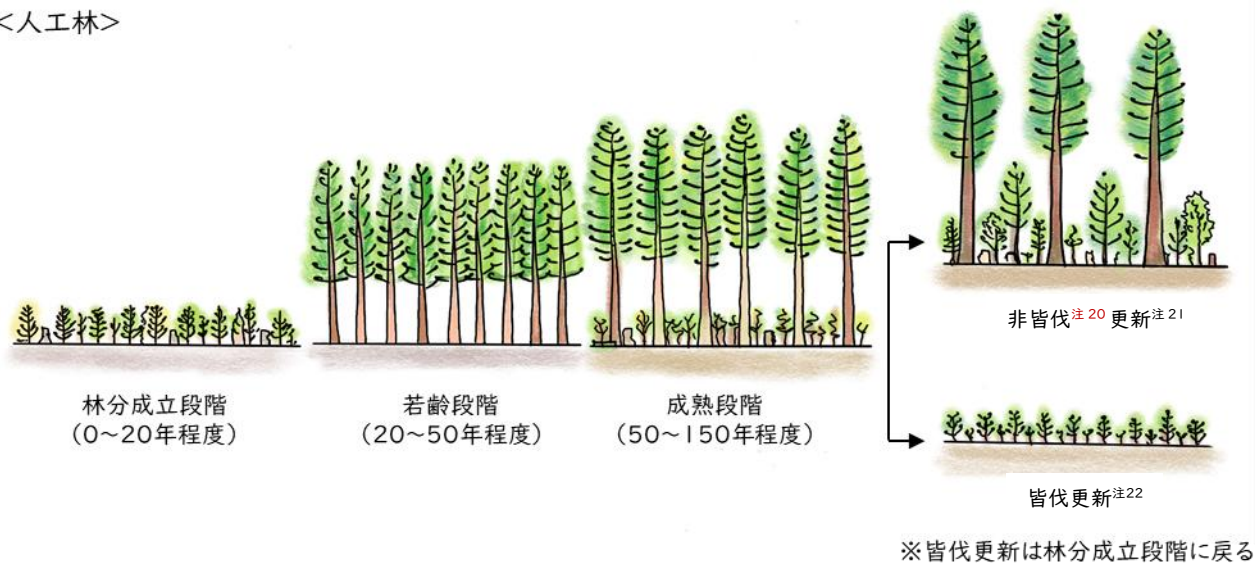 <人工林>
林分成立段階
(0~20年程度)
若齢段階
(20~50年程度)
成熟段階
(50~150年程度)
非皆伐注20更新注21
皆伐更新注22
※皆伐更新は林分成立段階に戻る